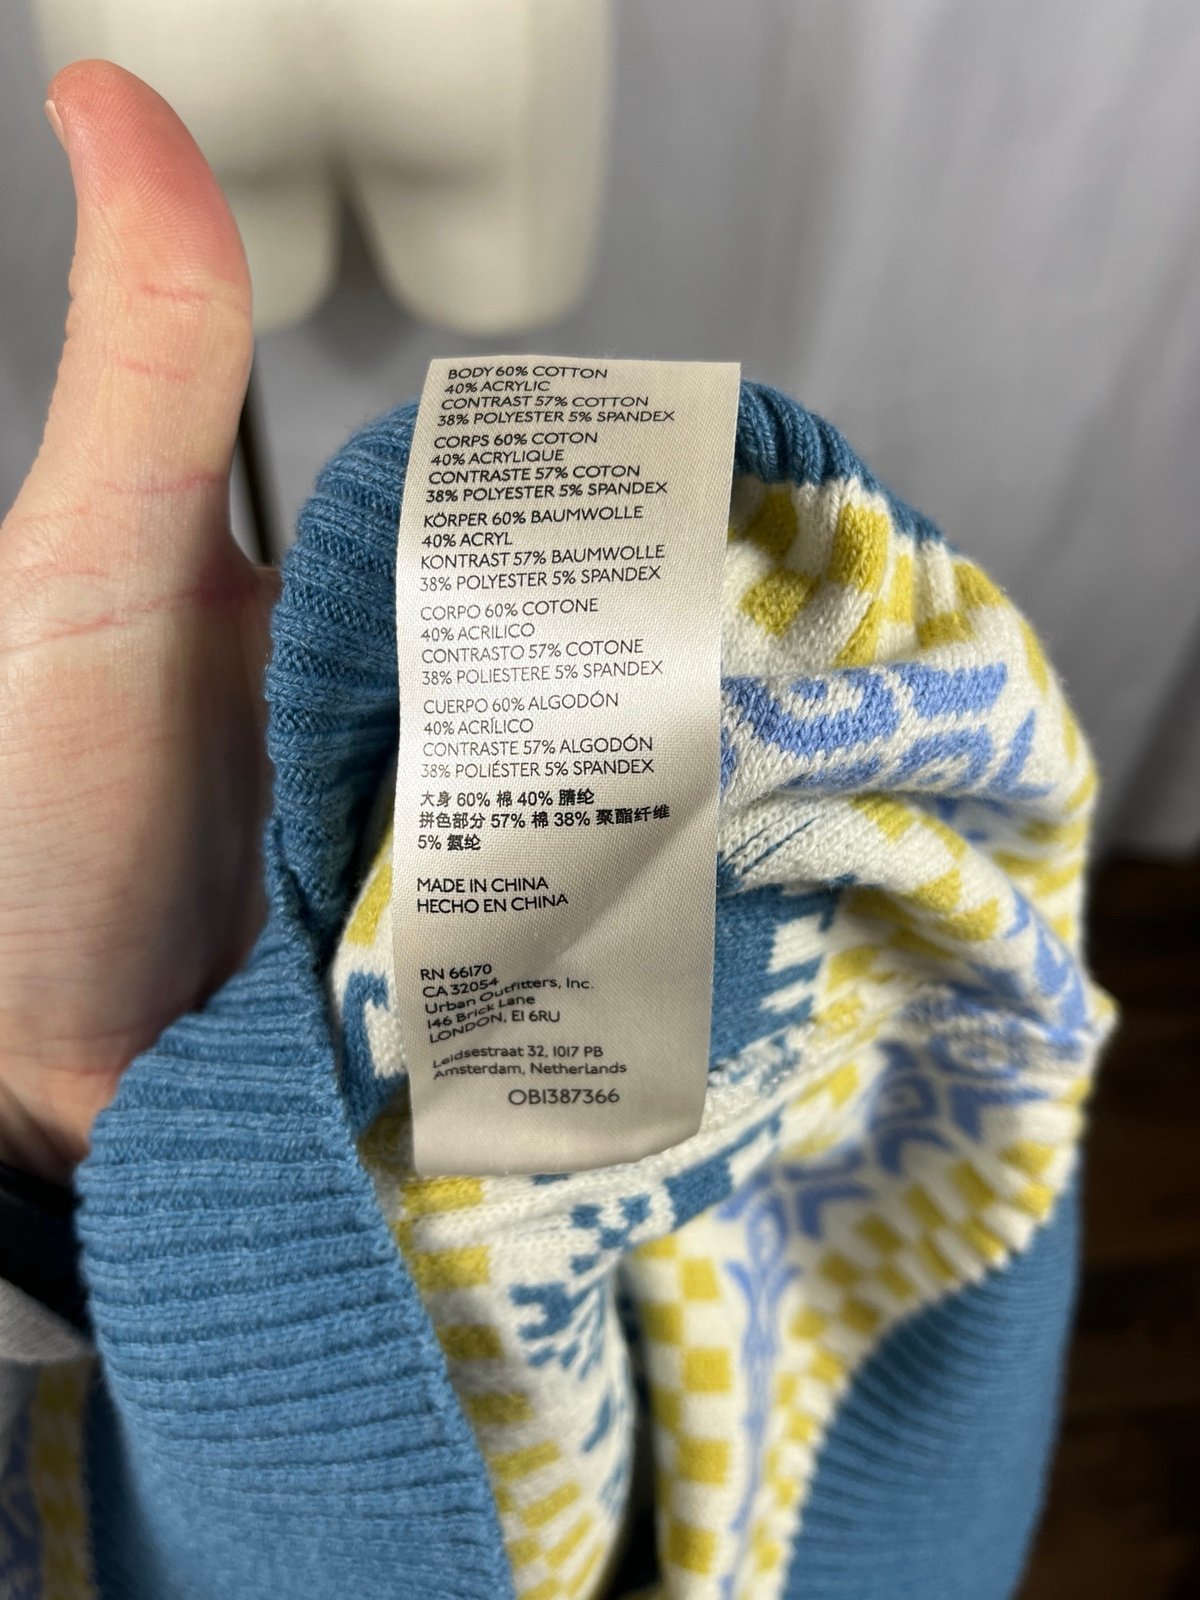 BODY 60% COTTON
40% ACRYLIC
CONTRAST 57% COTTON
38% POLYESTER 5% SPANDEX
CORPS 60% COTON
40% ACRYLIQUE
CONTRASTE 57% COTON
38% POLYESTER 5% SPANDEX
KÖRPER 60% BAUMWOLLE
40% ACRYL
KONTRAST 57% BAUMWOLLE
38% POLYESTER 5% SPANDEX
CORPO 60% COTONE
40% ACRILICO
CONTRASTO 57% COTONE
38% POLIESTERE 5% SPANDEX
CUERPO 60% ALGODÓN
40% ACRÍLICO
CONTRASTE 57% ALGODÓN
38% POLIÉSTER 5% SPANDEX
大身 60% 棉 40% 腈纶
拼色部分 57% 棉 38% 聚酯纤维
5% 氨纶
MADE IN CHINA
HECHO EN CHINA
RN 66170
CA 32054
Urban Outfitters, Inc.
146 Brick Lane
LONDON, E1 6RU
Leidsestraat 32, 1017 PB
Amsterdam, Netherlands
OB1387366